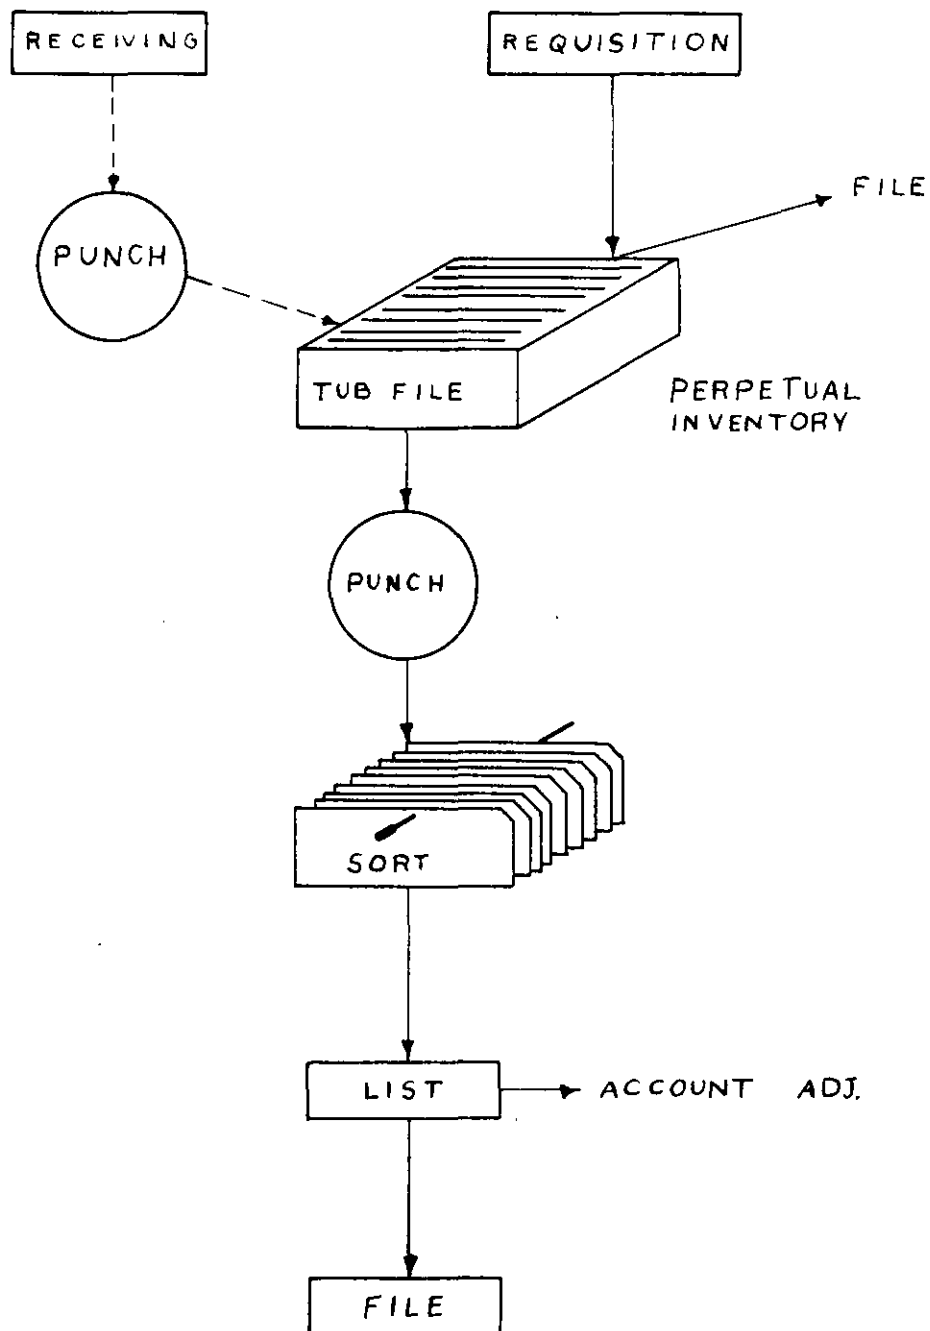 RECEIVING
REQUISITION
FILE
PUNCH
TUB FILE
PERPETUAL
INVENTORY
PUNCH
SORT
LIST
ACCOUNT ADJ.
FILE